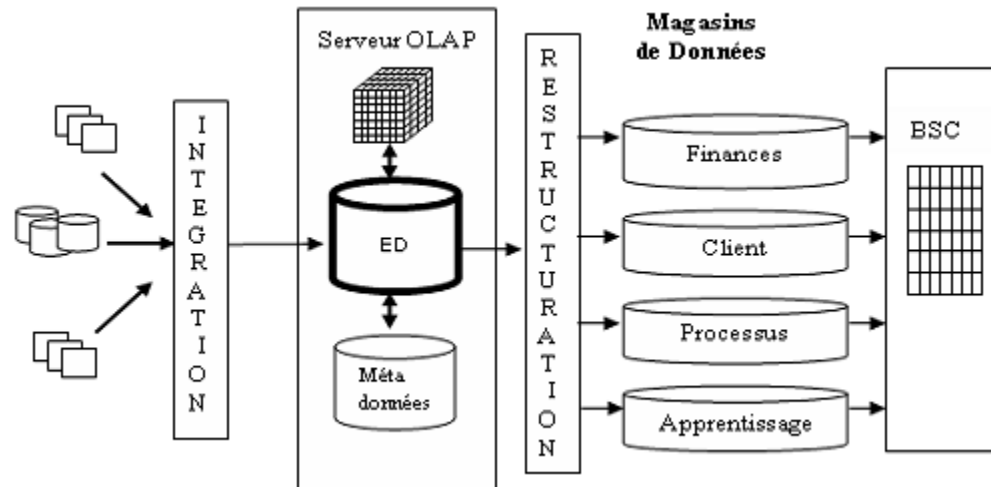 INTEGRATION
Serveur OLAP
ED
Méta
données
RESTRUCTURATION
Magasins
de Données
Finances
Client
Processus
Apprentissage
BSC